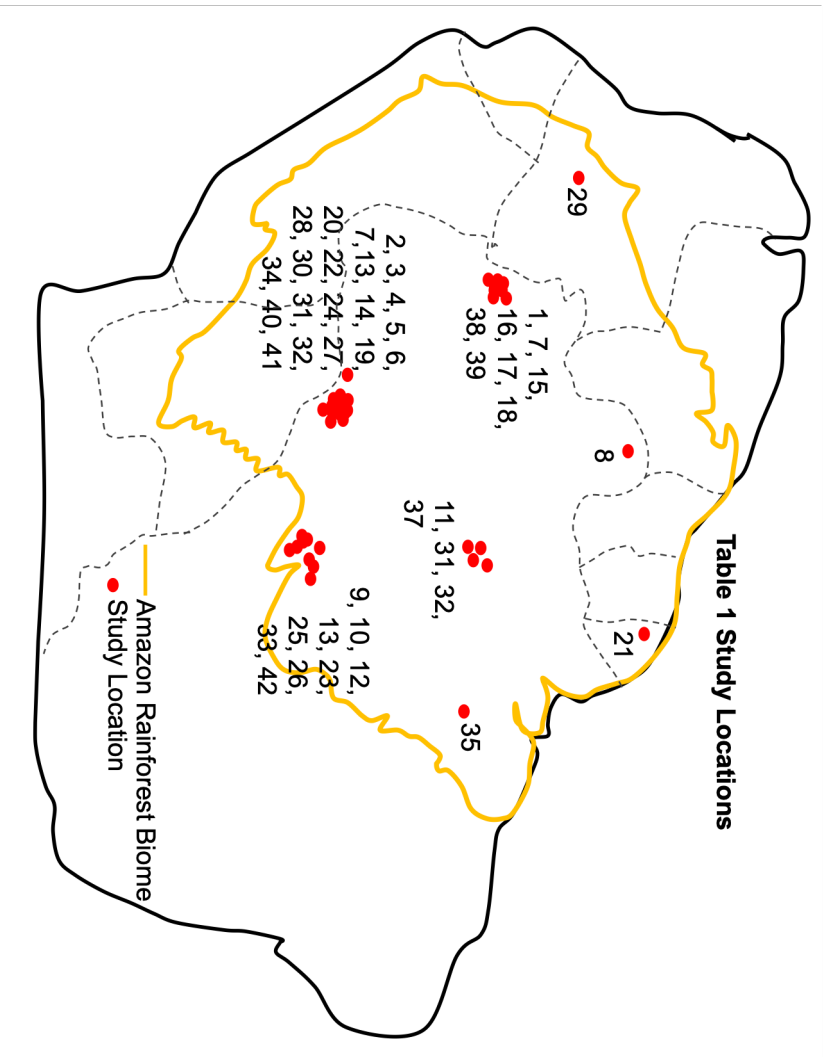 Table 1 Study Locations
21
8
29
1, 7, 15,
16, 17, 18,
38, 39
35
11, 31, 32,
37
2, 3, 4, 5, 6,
7,13, 14, 19,
20, 22, 24, 27,
28, 30, 31, 32,
34, 40, 41
9, 10, 12,
13, 23,
25, 26,
33, 42
Amazon Rainforest Biome
Study Location